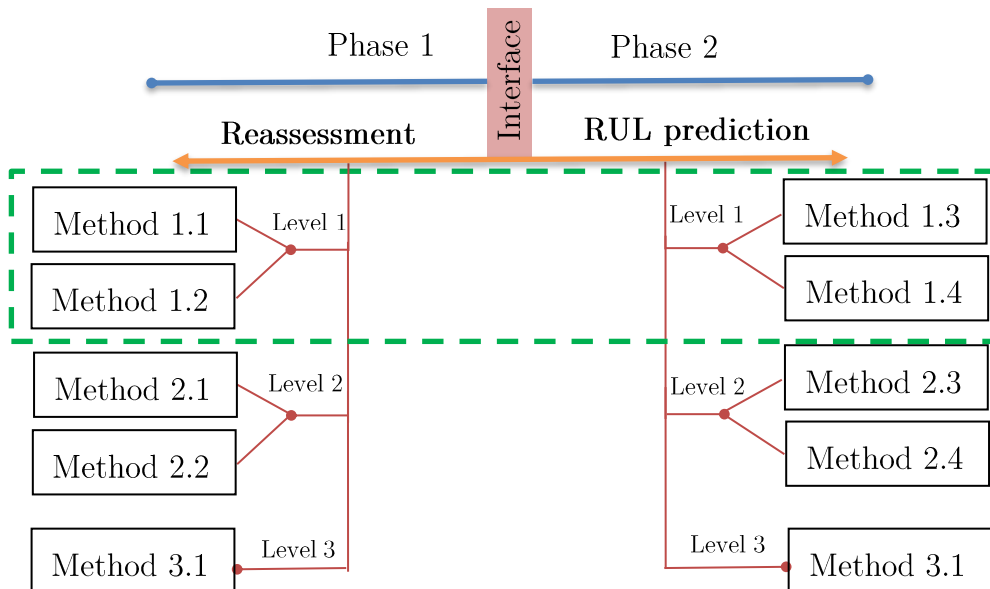 Phase 1
Interface
Phase 2
Reassessment
RUL prediction
Method 1.1
Level 1
Level 1
Method 1.3
Method 1.2
Method 1.4
Method 2.1
Level 2
Level 2
Method 2.3
Method 2.2
Method 2.4
Method 3.1
Level 3
Level 3
Method 3.1